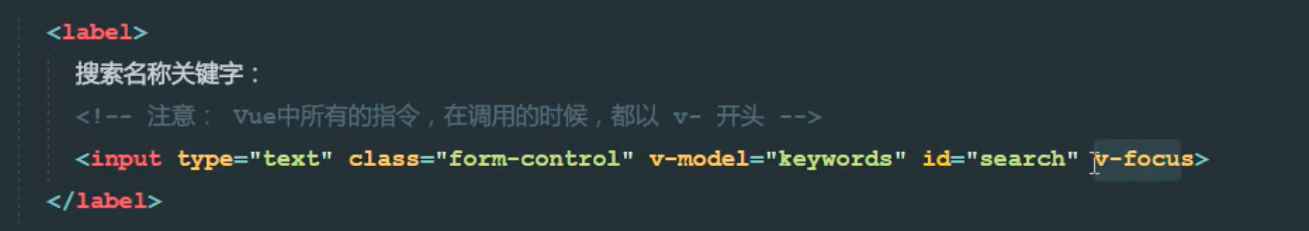 <label>
搜索名称关键字：
<!-- 注意： Vue中所有的指令，在调用的时候，都以 v- 开头 -->
<input type="text" class="form-control" v-model="keywords" id="search" v-focus>
</label>